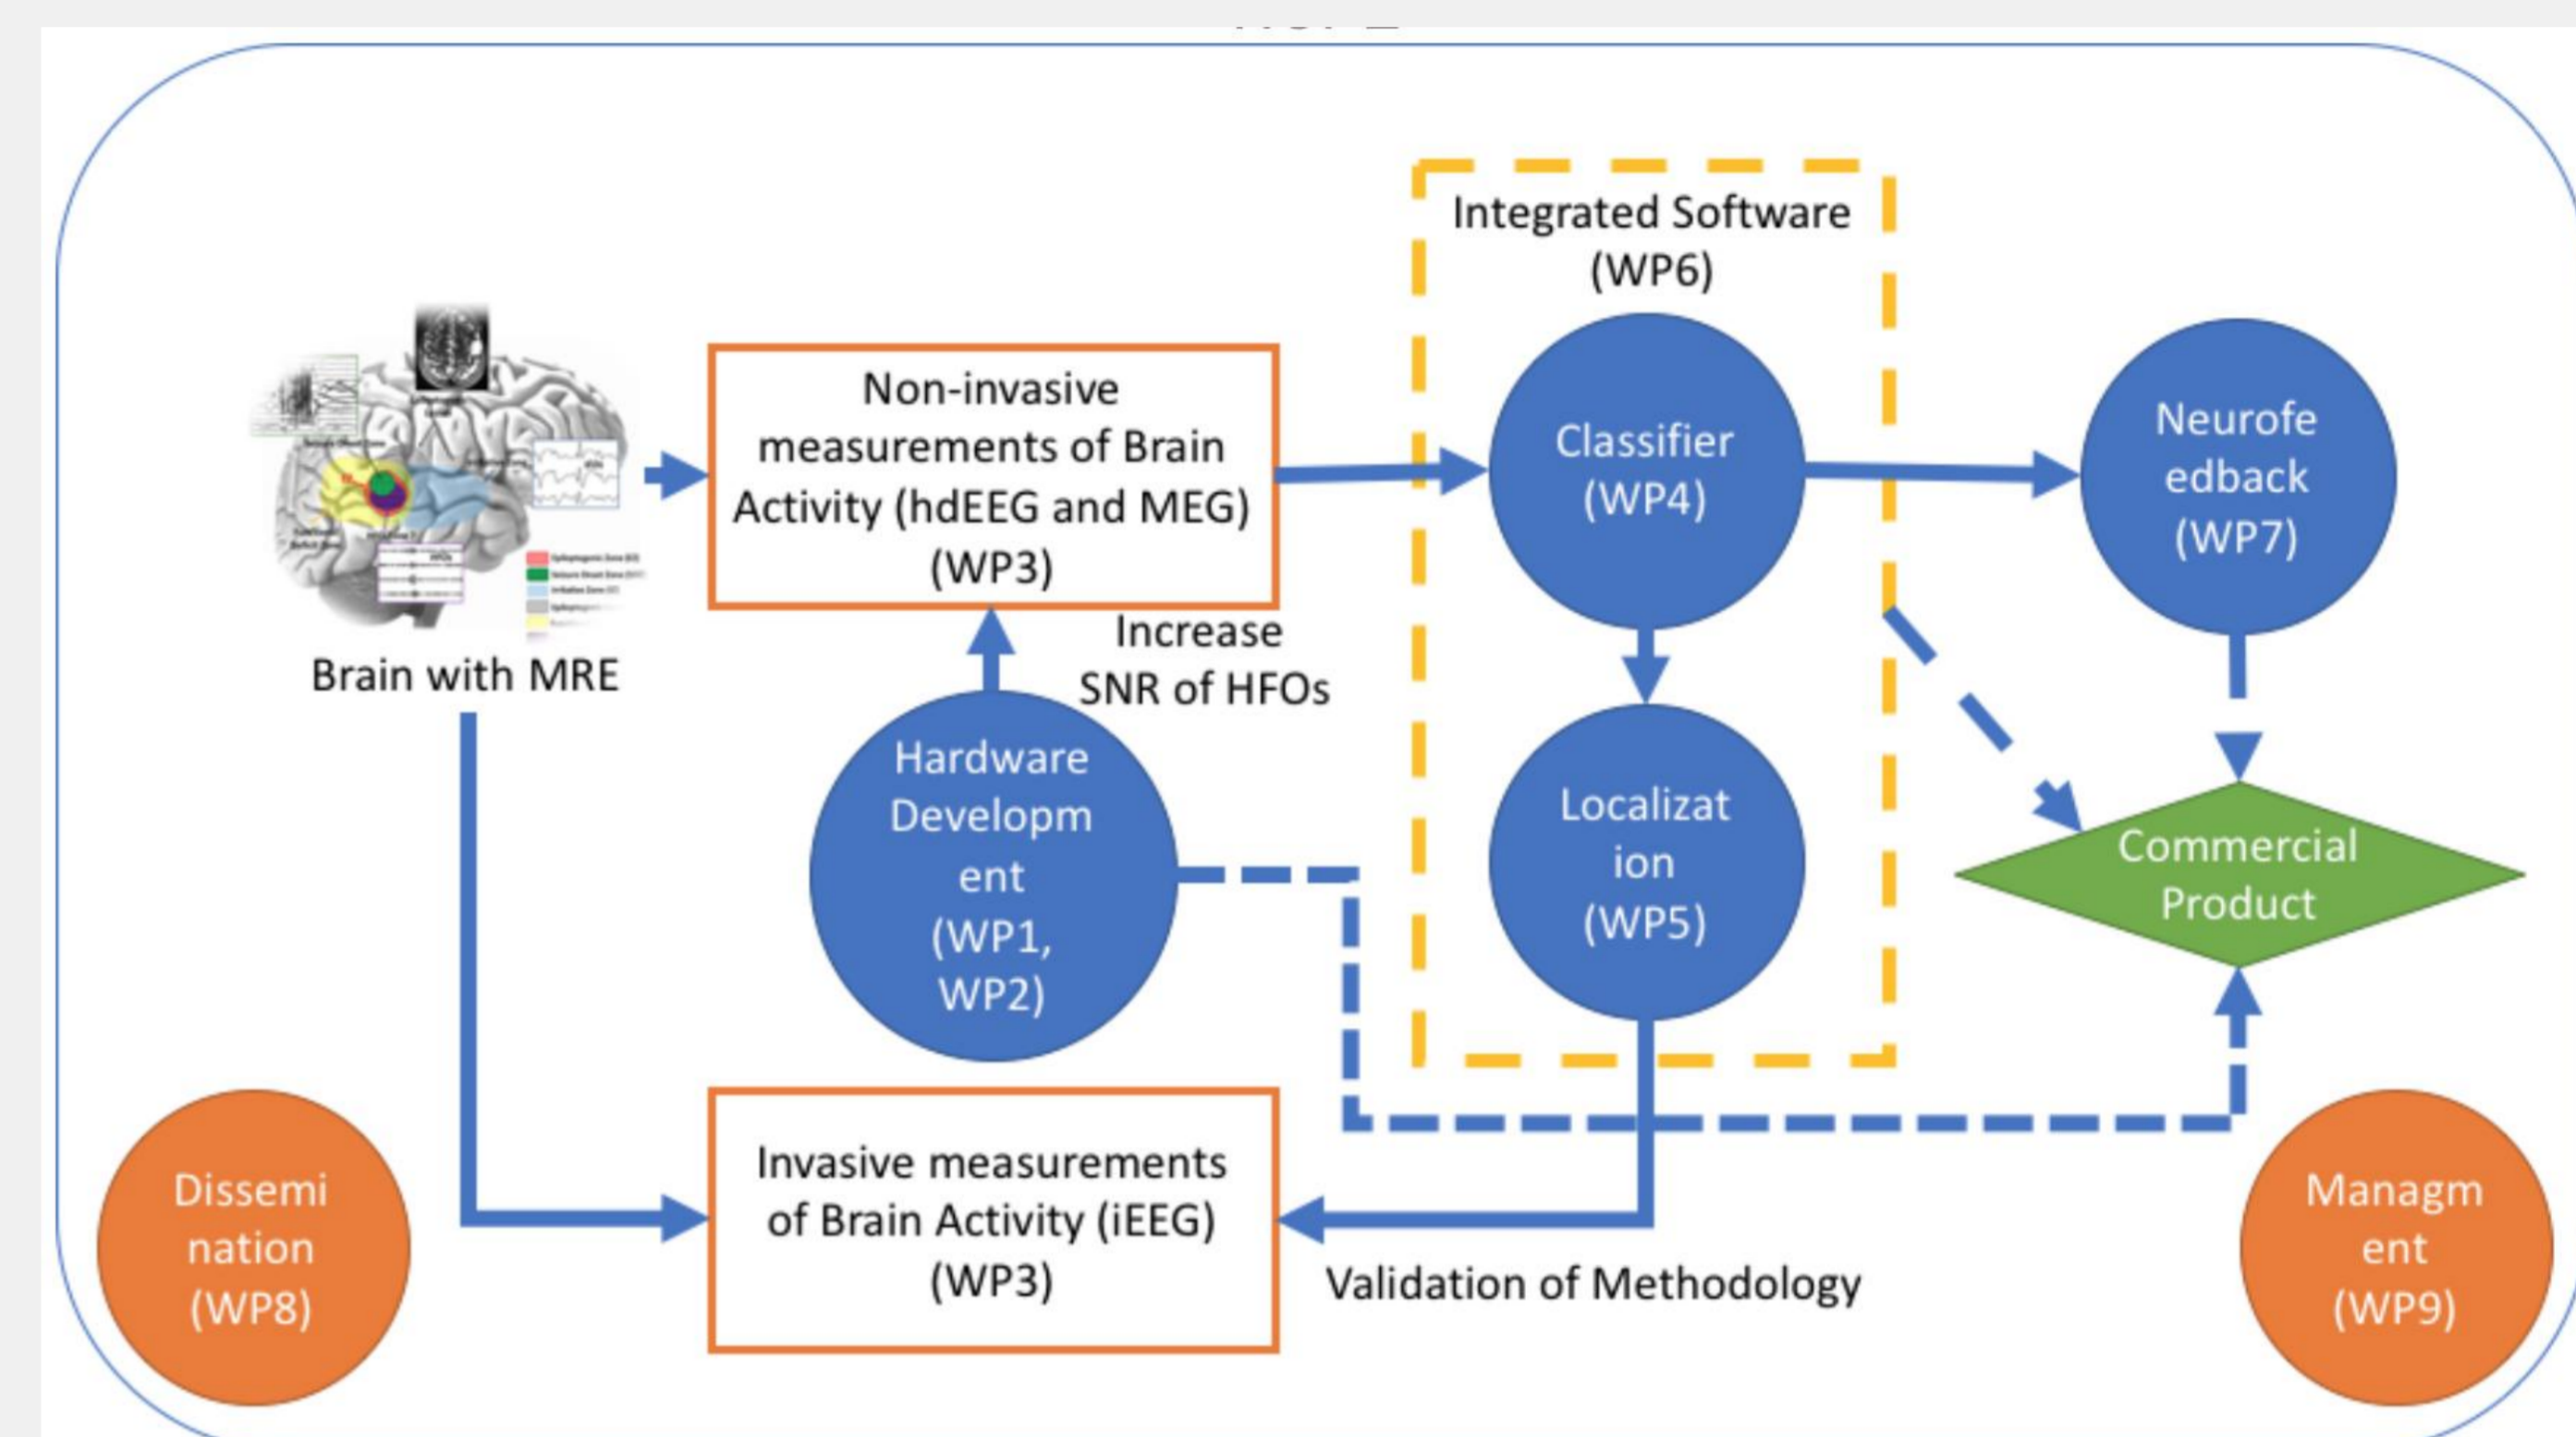 Integrated Software
(WP6)
Non-invasive
measurements of Brain
Activity (hdEEG and MEG)
(WP3)
Classifier
(WP4)
Neurofe
edback
(WP7)
HFOs
Brain with MRE
Increase
SNR of HFOs
Hardware
Developm
ent
(WP1,
WP2)
Localizat
ion
(WP5)
Commercial
Product
Dissemi
nation
(WP8)
Invasive measurements
of Brain Activity (iEEG)
(WP3)
Validation of Methodology
Managm
ent
(WP9)